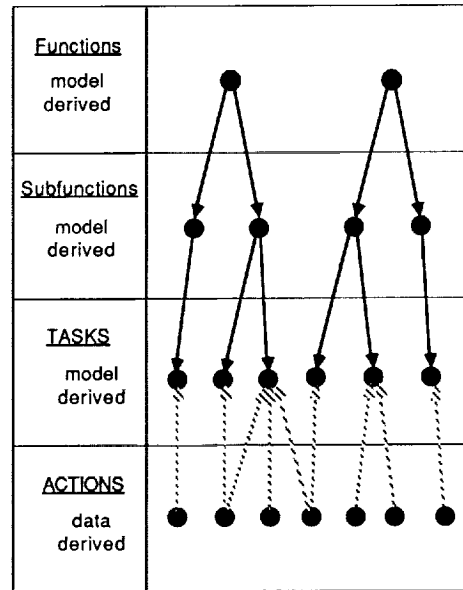 Functions
model
derived
Subfunctions
model
derived
TASKS
model
derived
ACTIONS
data
derived